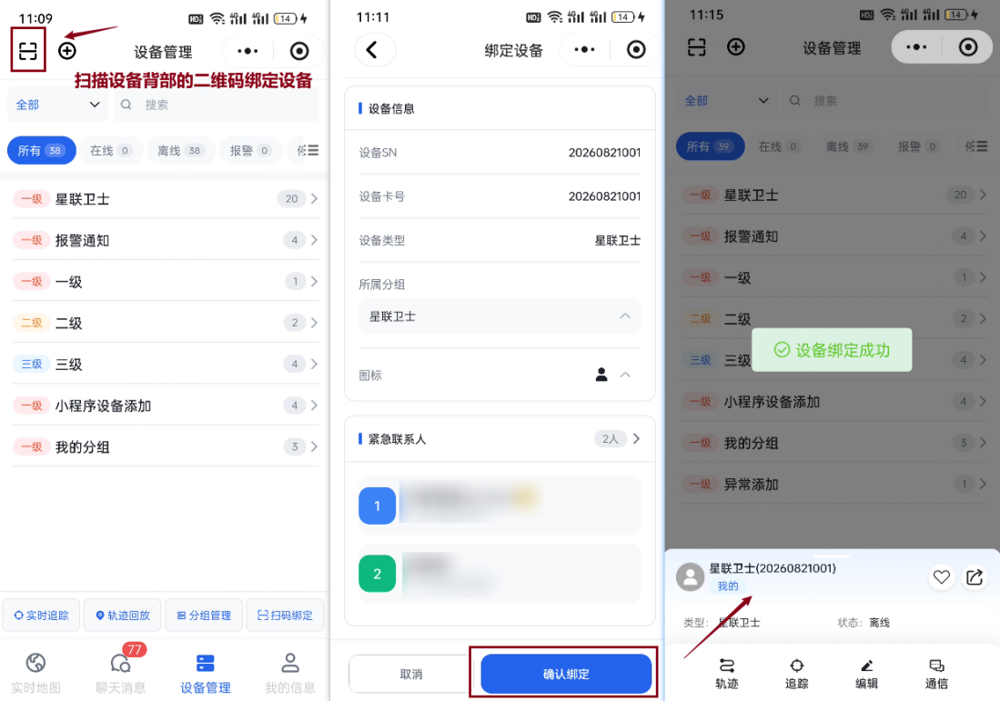 11:09
HD 4G 4G 14
设备管理
扫描设备背部的二维码绑定设备
全部
搜索
所有 38
在线 0
离线 38
报警 0
一级 星联卫士 20
一级 报警通知 4
一级 一级 1
二级 二级 2
三级 三级 4
一级 小程序设备添加 4
一级 我的分组 3
实时追踪
轨迹回放
分组管理
扫码绑定
77
实时地图
聊天消息
设备管理
我的信息
11:11
HD 4G 4G 14
绑定设备
设备信息
设备SN 20260821001
设备卡号 20260821001
设备类型 星联卫士
所属分组
星联卫士
图标
紧急联系人 2人
1
2
取消
确认绑定
11:15
HD 4G 4G 14
设备管理
全部
搜索
所有 39
在线 0
离线 39
报警 0
一级 星联卫士 20
一级 报警通知 4
一级 一级 1
二级 二级 2
三级 三级 4
设备绑定成功
一级 小程序设备添加 4
一级 我的分组 3
一级 异常添加 1
星联卫士(20260821001)
我的
类型: 星联卫士
状态: 离线
轨迹
追踪
编辑
通信